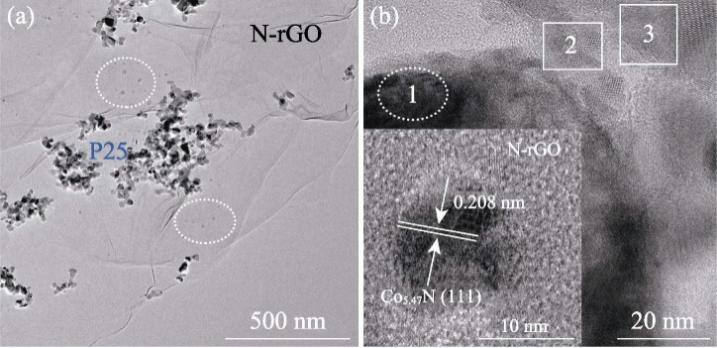 (a)
N-rGO
P25
500 nm
(b)
2
3
1
N-rGO
0.208 nm
Co5.47N (111)
10 nm
20 nm